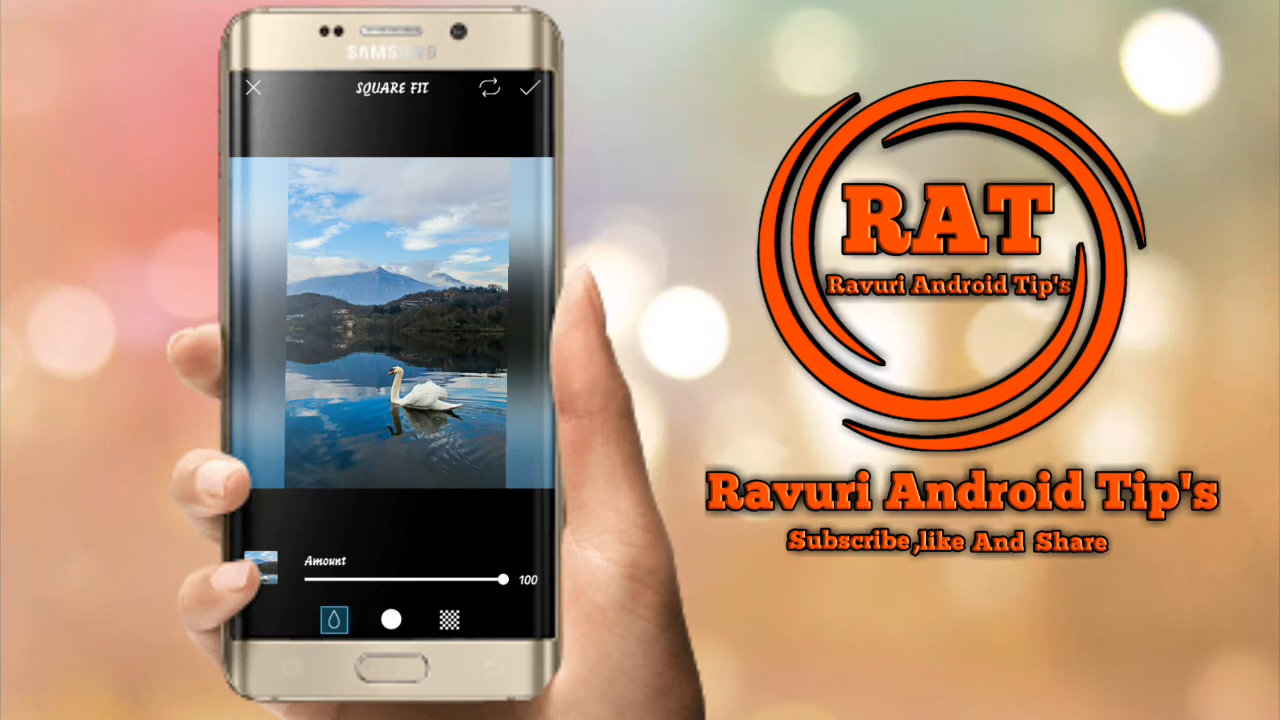 SAMSUNG
SQUARE FIT
Amount
100
RAT
Ravuri Android Tip's
Ravuri Android Tip's
Subscribe,like And Share